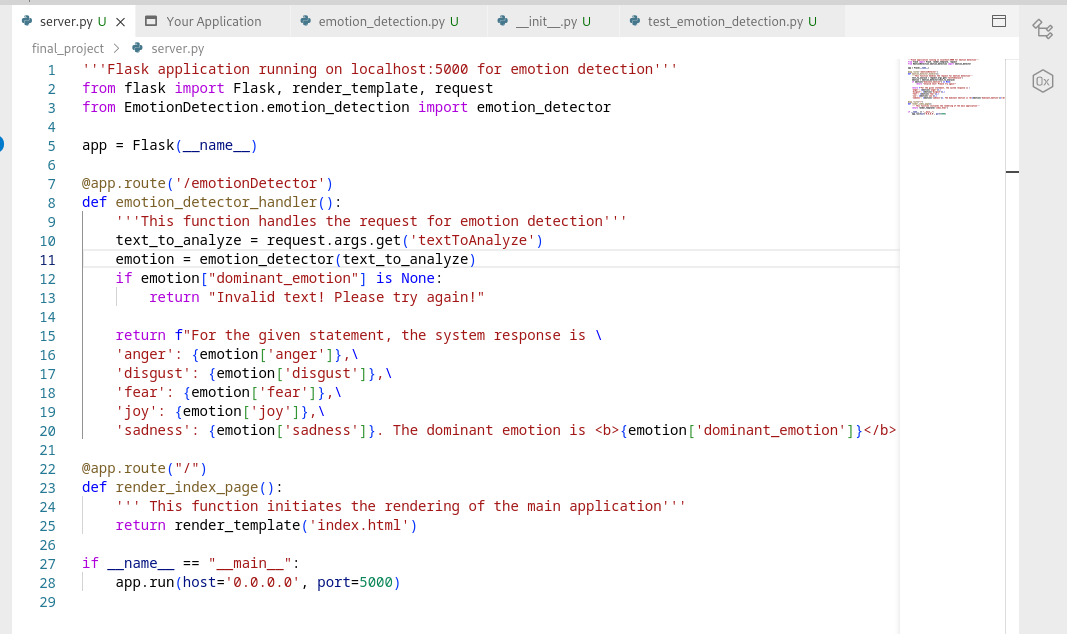 server.py U
Your Application
emotion_detection.py U
__init__.py U
test_emotion_detection.py U
final_project > server.py
1 '''Flask application running on localhost:5000 for emotion detection'''
2 from flask import Flask, render_template, request
3 from EmotionDetection.emotion_detection import emotion_detector
4
5 app = Flask(__name__)
6
7 @app.route('/emotionDetector')
8 def emotion_detector_handler():
9     '''This function handles the request for emotion detection'''
10     text_to_analyze = request.args.get('textToAnalyze')
11     emotion = emotion_detector(text_to_analyze)
12     if emotion["dominant_emotion"] is None:
13         return "Invalid text! Please try again!"
14
15     return f"For the given statement, the system response is \
16     'anger': {emotion['anger']},\
17     'disgust': {emotion['disgust']},\
18     'fear': {emotion['fear']},\
19     'joy': {emotion['joy']},\
20     'sadness': {emotion['sadness']}. The dominant emotion is <b>{emotion['dominant_emotion']}</b>
21
22 @app.route("/")
23 def render_index_page():
24     ''' This function initiates the rendering of the main application'''
25     return render_template('index.html')
26
27 if __name__ == "__main__":
28     app.run(host='0.0.0.0', port=5000)
29
0x